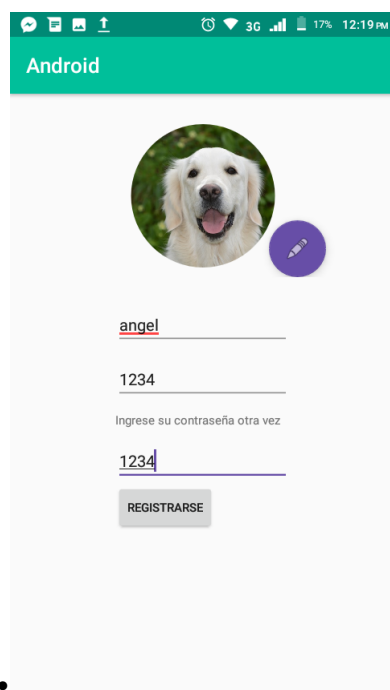 3G 17% 12:19 PM
Android
angel
1234
Ingrese su contraseña otra vez
1234
REGISTRARSE